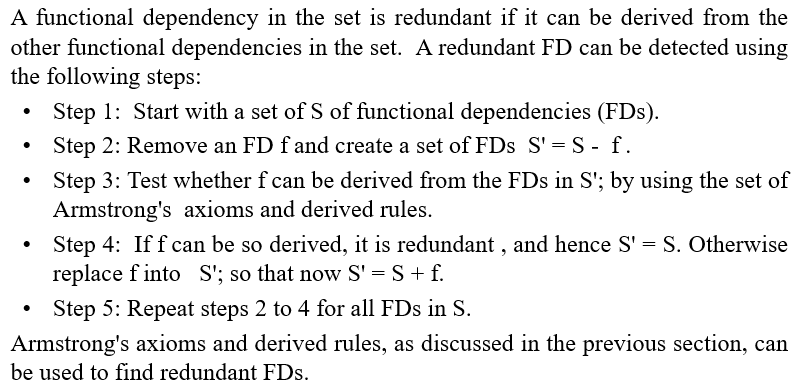 A functional dependency in the set is redundant if it can be derived from the
other functional dependencies in the set. A redundant FD can be detected using
the following steps:
• Step 1: Start with a set of S of functional dependencies (FDs).
• Step 2: Remove an FD f and create a set of FDs S' = S - f .
• Step 3: Test whether f can be derived from the FDs in S'; by using the set of
Armstrong's axioms and derived rules.
• Step 4: If f can be so derived, it is redundant , and hence S' = S. Otherwise
replace f into S'; so that now S' = S + f.
• Step 5: Repeat steps 2 to 4 for all FDs in S.
Armstrong's axioms and derived rules, as discussed in the previous section, can
be used to find redundant FDs.